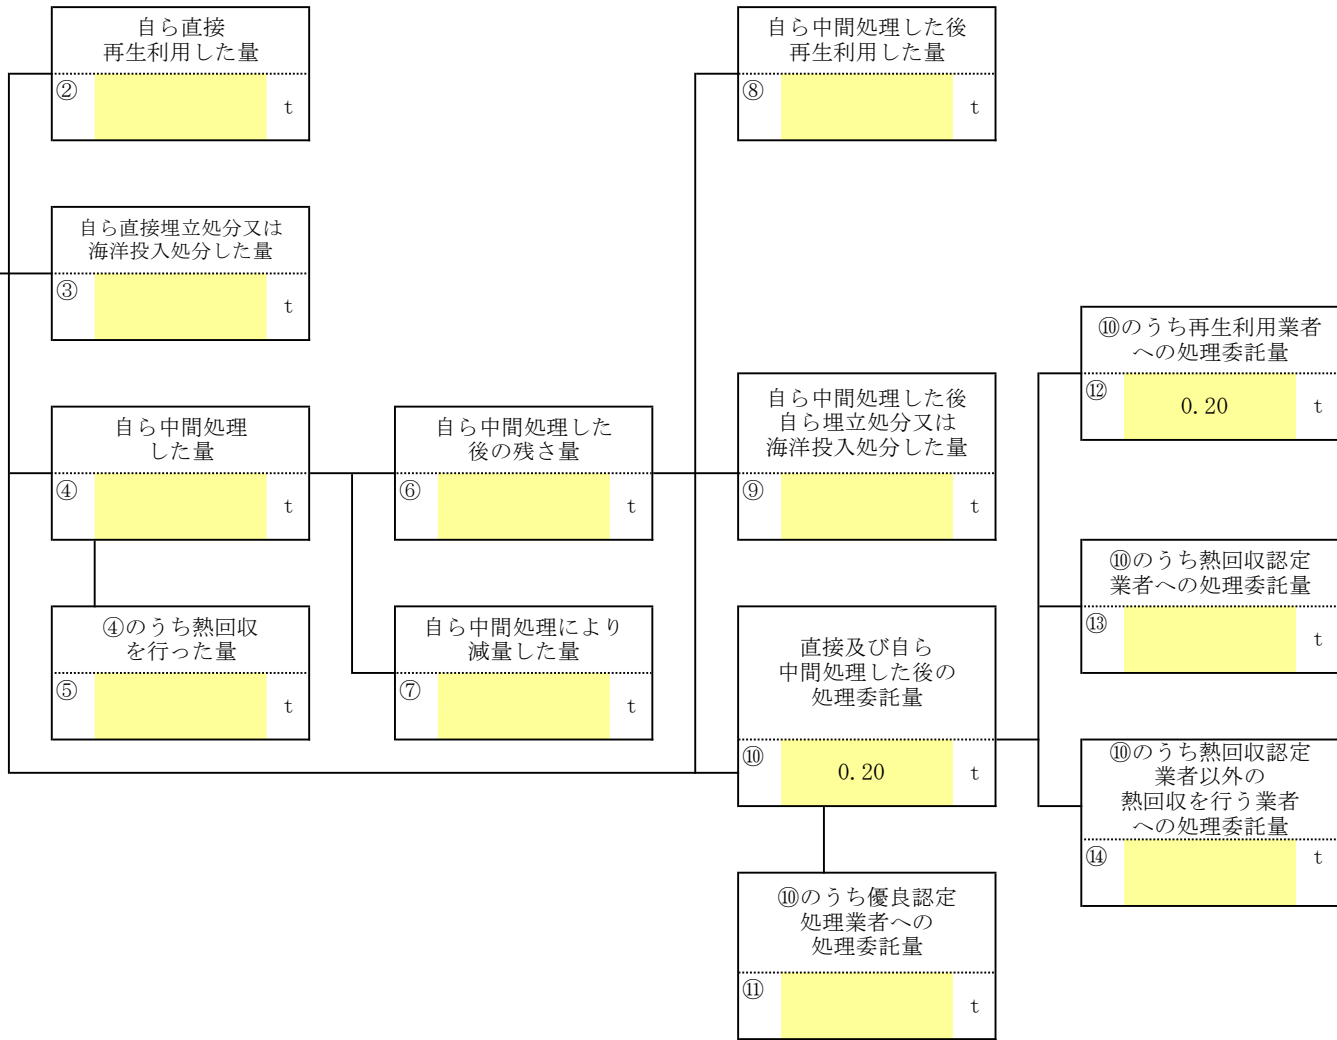 自ら直接
再生利用した量
②
t
自ら中間処理した後
再生利用した量
⑧
t
自ら直接埋立処分又は
海洋投入処分した量
③
t
⑩のうち再生利用業者
への処理委託量
⑫
0.20
t
自ら中間処理
した量
④
t
自ら中間処理した
後の残さ量
⑥
t
自ら中間処理した後
自ら埋立処分又は
海洋投入処分した量
⑨
t
⑩のうち熱回収認定
業者への処理委託量
⑬
t
④のうち熱回収
を行った量
⑤
t
自ら中間処理により
減量した量
⑦
t
直接及び自ら
中間処理した後の
処理委託量
⑩
0.20
t
⑩のうち熱回収認定
業者以外の
熱回収を行う業者
への処理委託量
⑭
t
⑩のうち優良認定
処理業者への
処理委託量
⑪
t